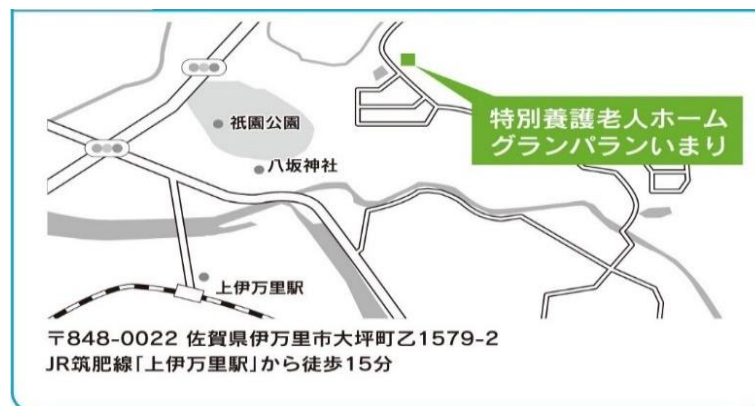 特別養護老人ホーム
グランパランいまり
祇園公園
八坂神社
上伊万里駅
〒848-0022 佐賀県伊万里市大坪町乙1579-2
JR筑肥線「上伊万里駅」から徒歩15分